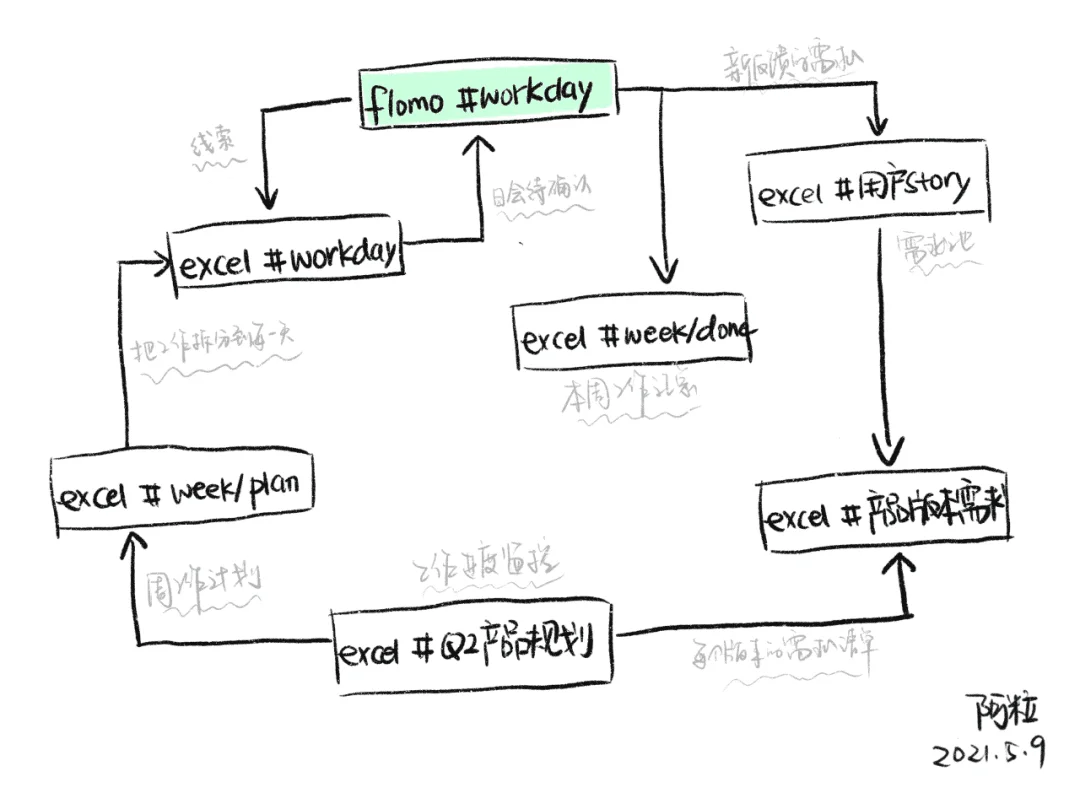 新反馈的需求
flomo #workday
线索
日会待确认
excel #用户story
excel #workday
需求池
excel #week/done
把工作拆分到每一天
本周工作记录
excel #week/plan
excel #产品版本需求
周工作计划
工作进度监控
excel #Q2产品规划
每个版本的需求清单
阿粒
2021.5.9